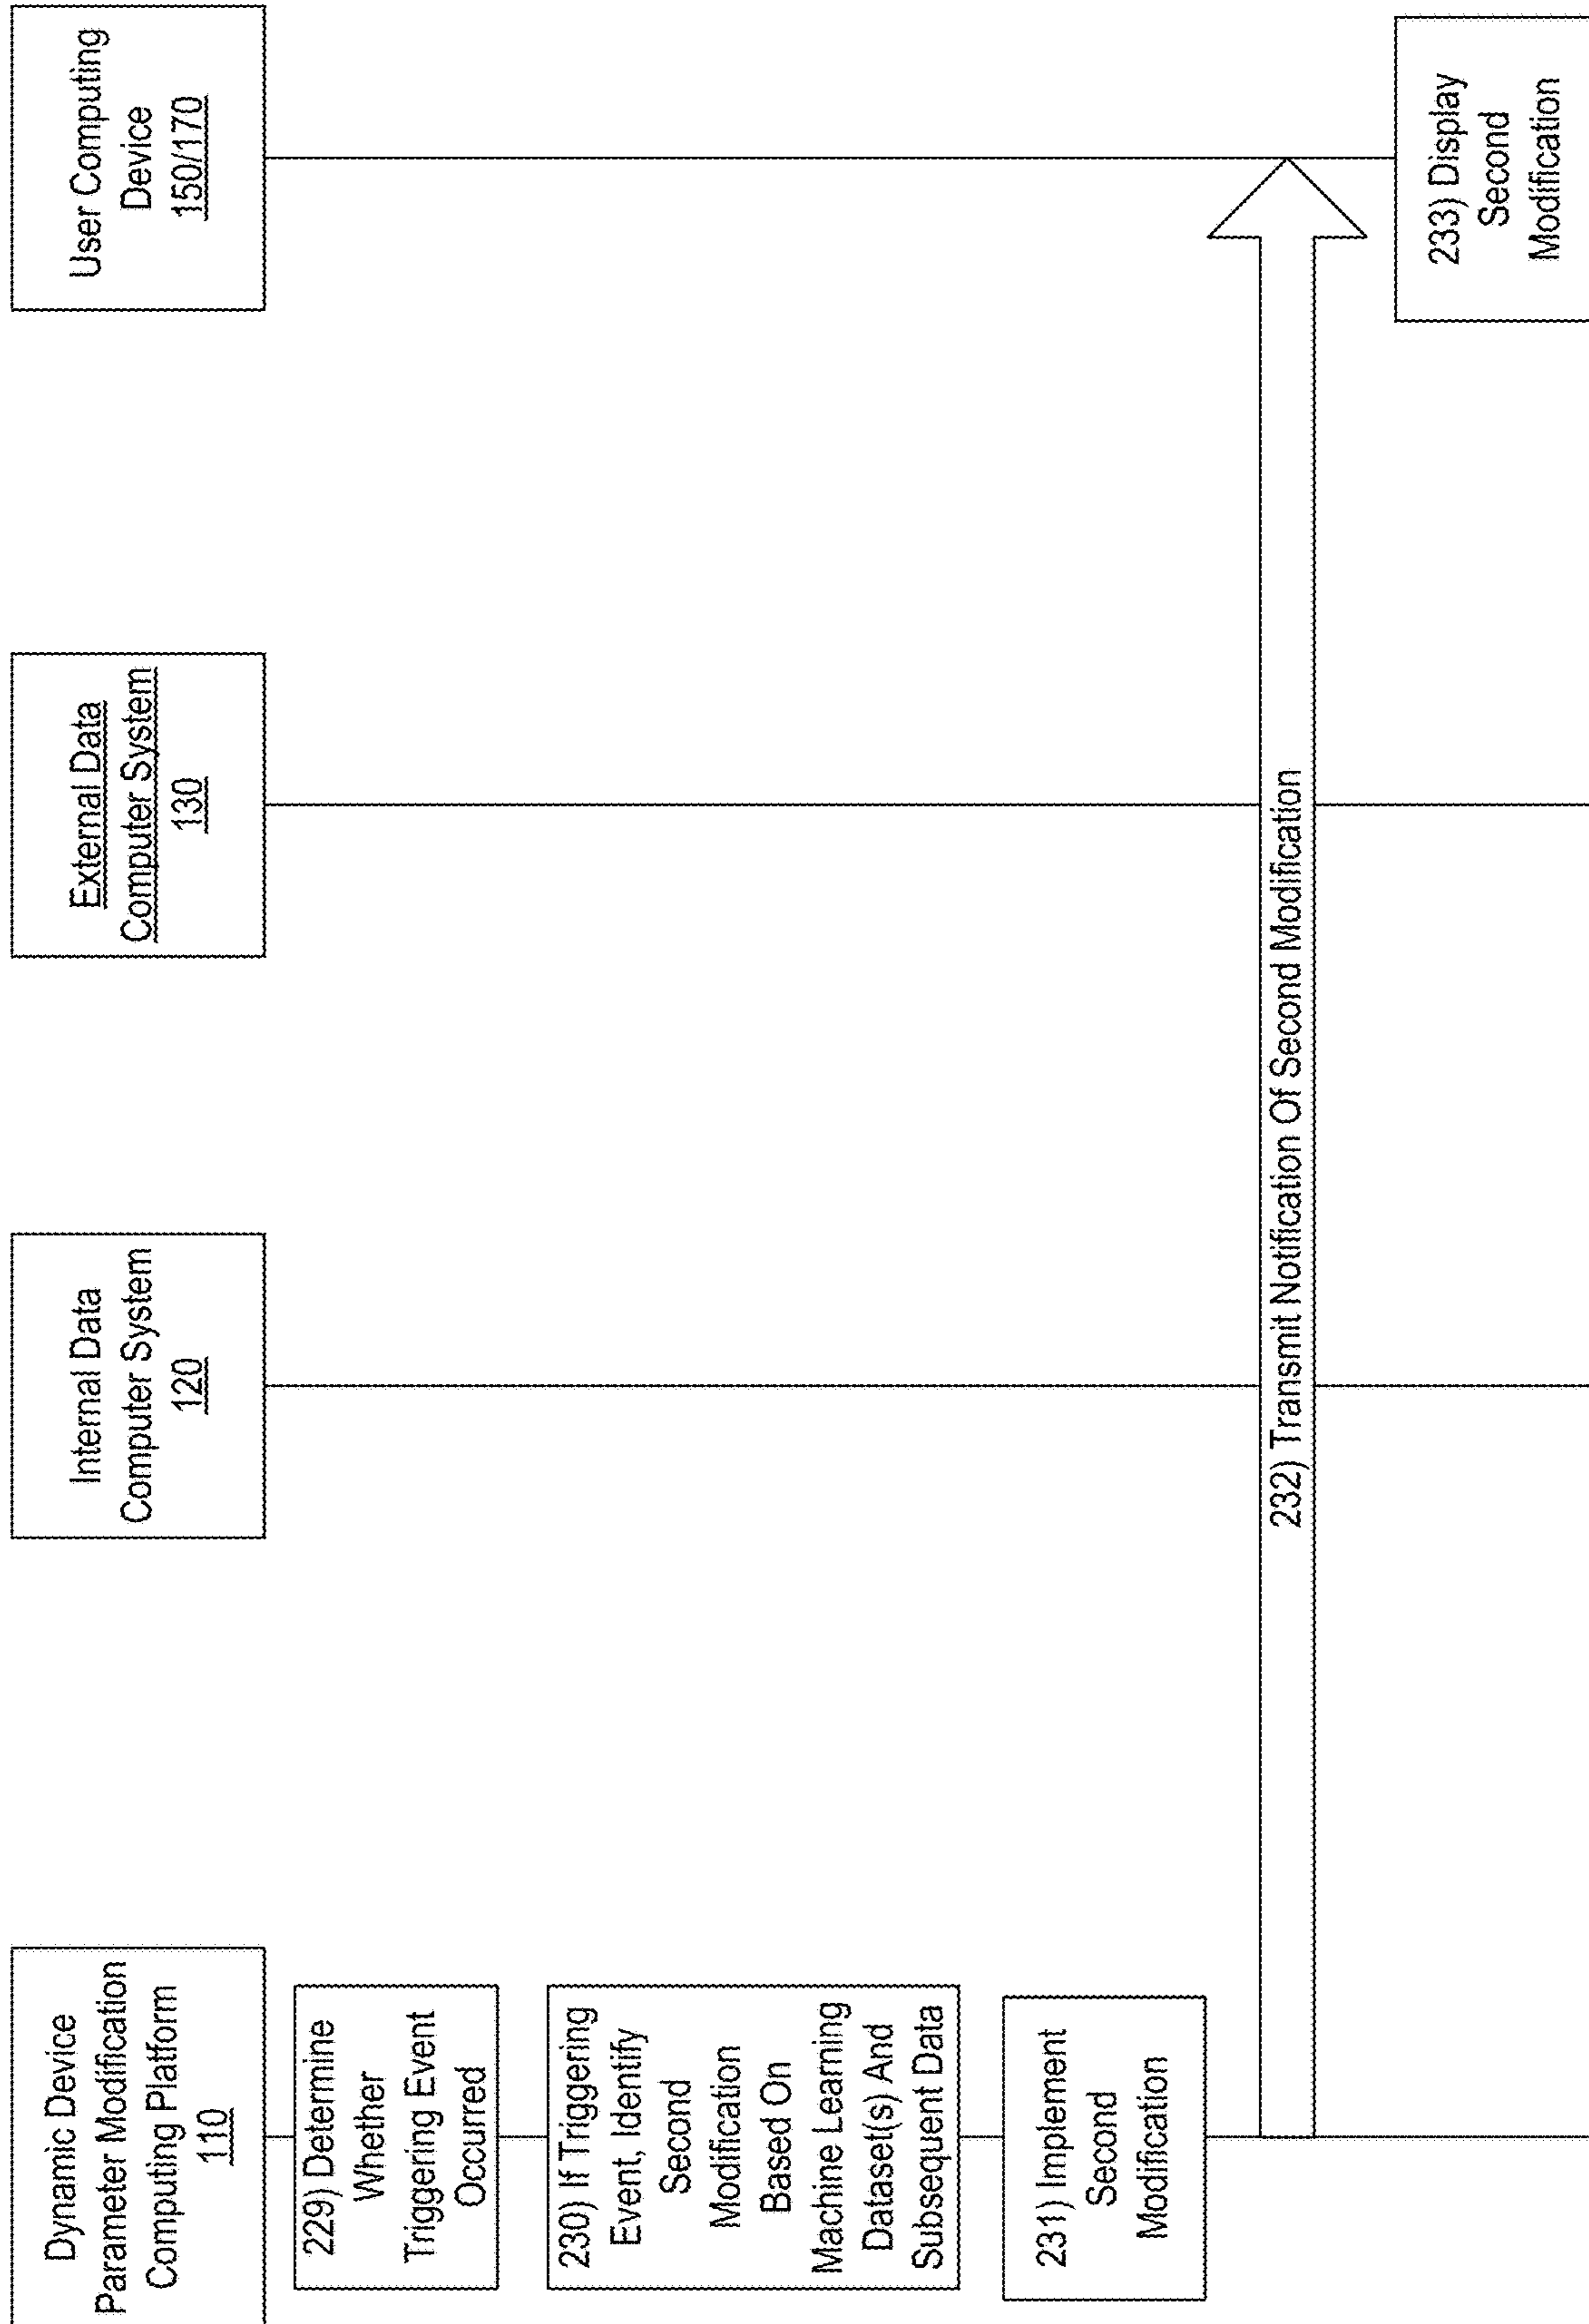 Dynamic Device
Parameter Modification
Computing Platform
110
Internal Data
Computer System
120
External Data
Computer System
130
User Computing
Device
150/170
229) Determine
Whether
Triggering Event
Occurred
230) If Triggering
Event, Identify
Second
Modification
Based On
Machine Learning
Dataset(s) And
Subsequent Data
231) Implement
Second
Modification
232) Transmit Notification Of Second Modification
233) Display
Second
Modification